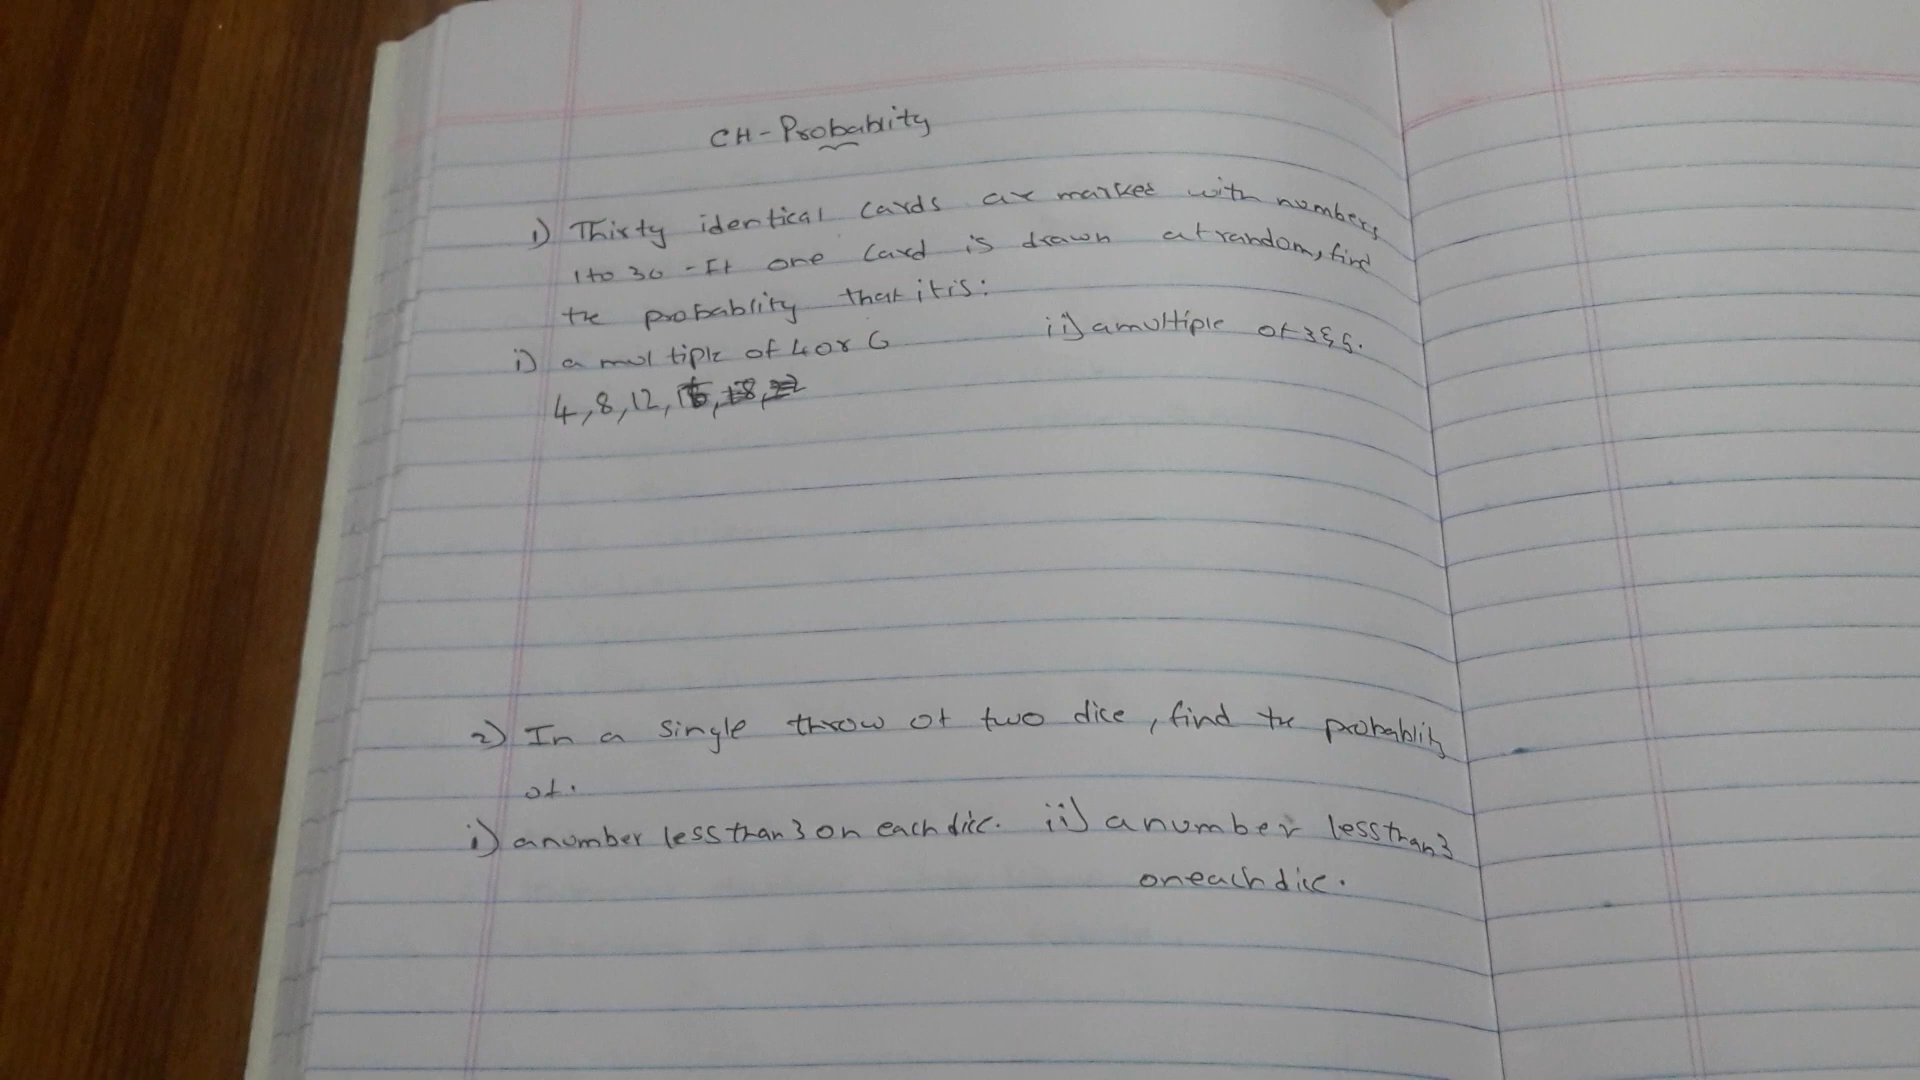 CH-Probablity
1) Thirty identical cards are marked with numbers
1 to 30 - If one card is drawn at random, find
the probablity that it is:
i) a multiple of 4 or 6 ii) a multiple of 3 & 5.
4, 8, 12, 16,
2) In a single throw of two dice, find the probablity
of.
i) a number less than 3 on each dice. ii) a number less than 3
on each dice.